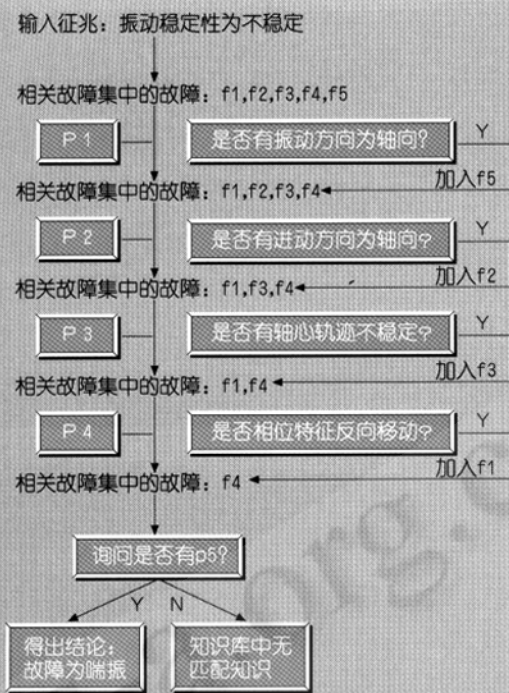 输入征兆：振动稳定性为不稳定
相关故障集中的故障：f1,f2,f3,f4,f5
P 1
是否有振动方向为轴向？
Y
加入f5
相关故障集中的故障：f1,f2,f3,f4
P 2
是否有进动方向为轴向？
Y
加入f2
相关故障集中的故障：f1,f3,f4
P 3
是否有轴心轨迹不稳定？
Y
加入f3
相关故障集中的故障：f1,f4
P 4
是否相位特征反向移动？
Y
加入f1
相关故障集中的故障：f4
询问是否有p5？
Y N
得出结论：
故障为喘振
知识库中无
匹配知识
org.c